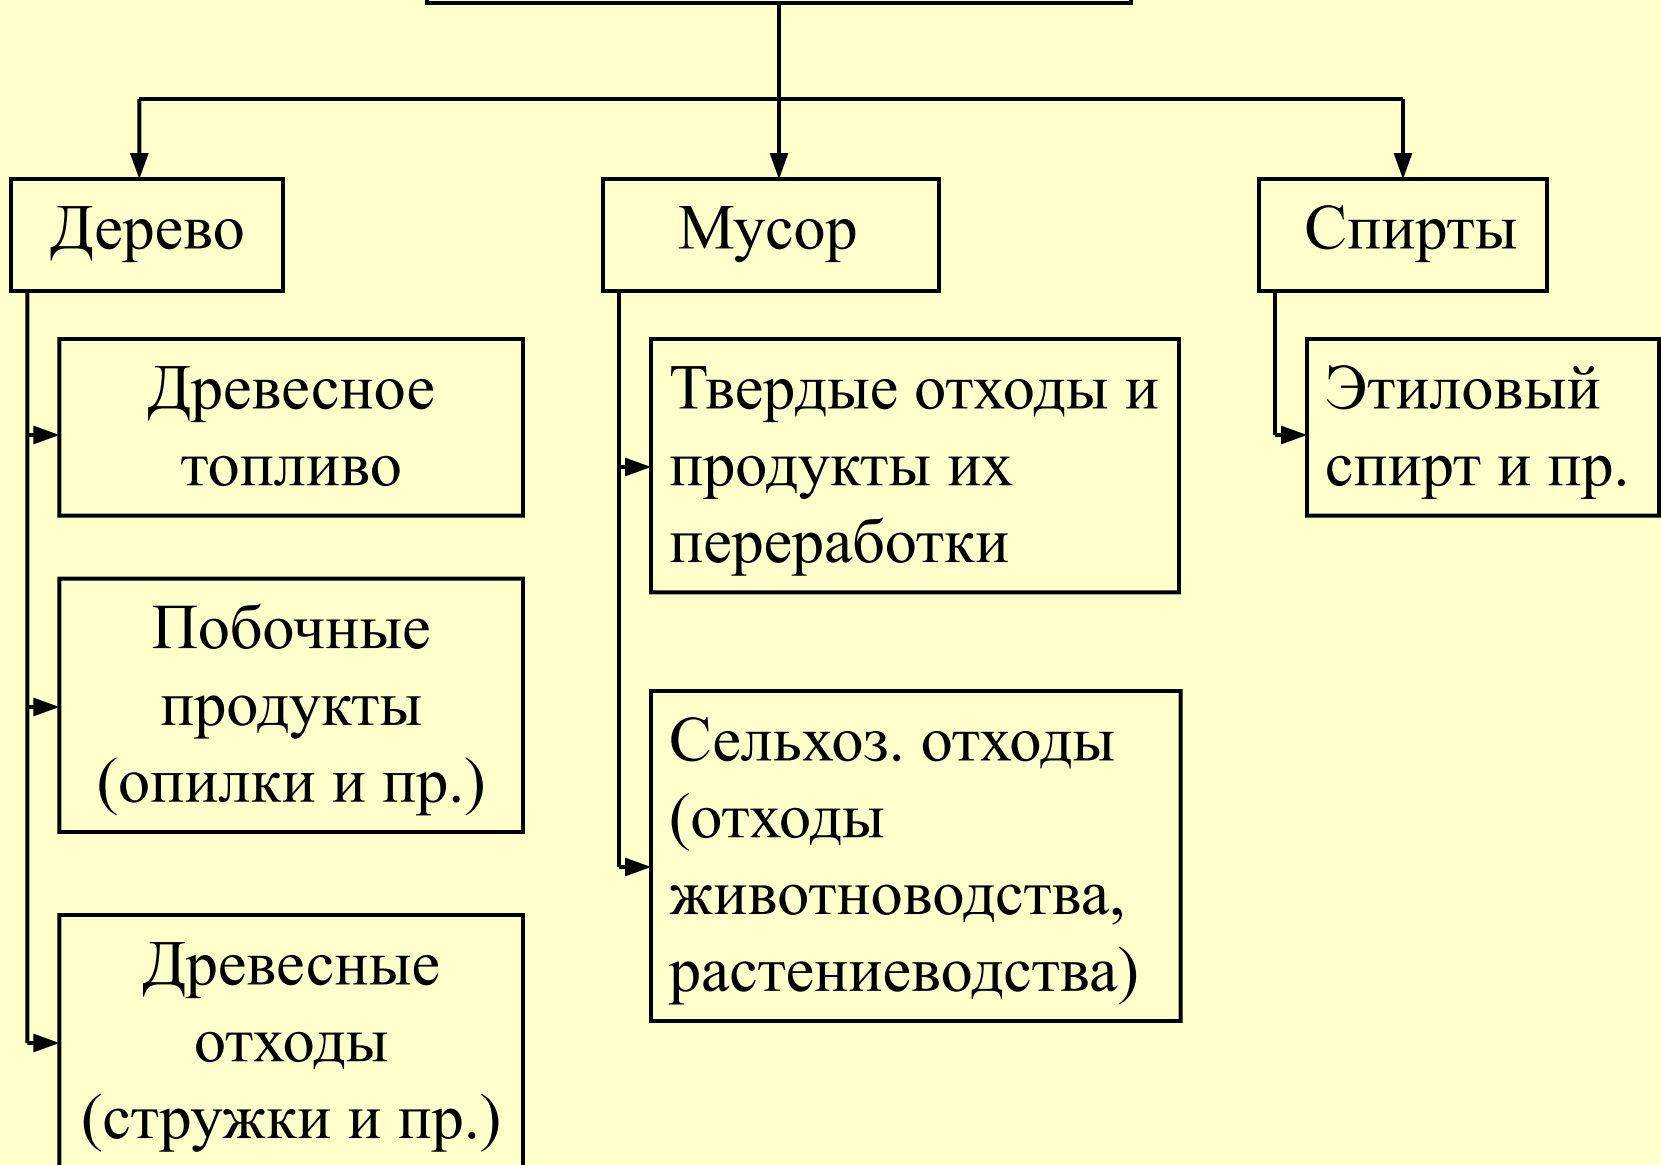 Дерево
Мусор
Спирты
Древесное
топливо
Побочные
продукты
(опилки и пр.)
Древесные
отходы
(стружки и пр.)
Твердые отходы и
продукты их
переработки
Сельхоз. отходы
(отходы
животноводства,
растениеводства)
Этиловый
спирт и пр.